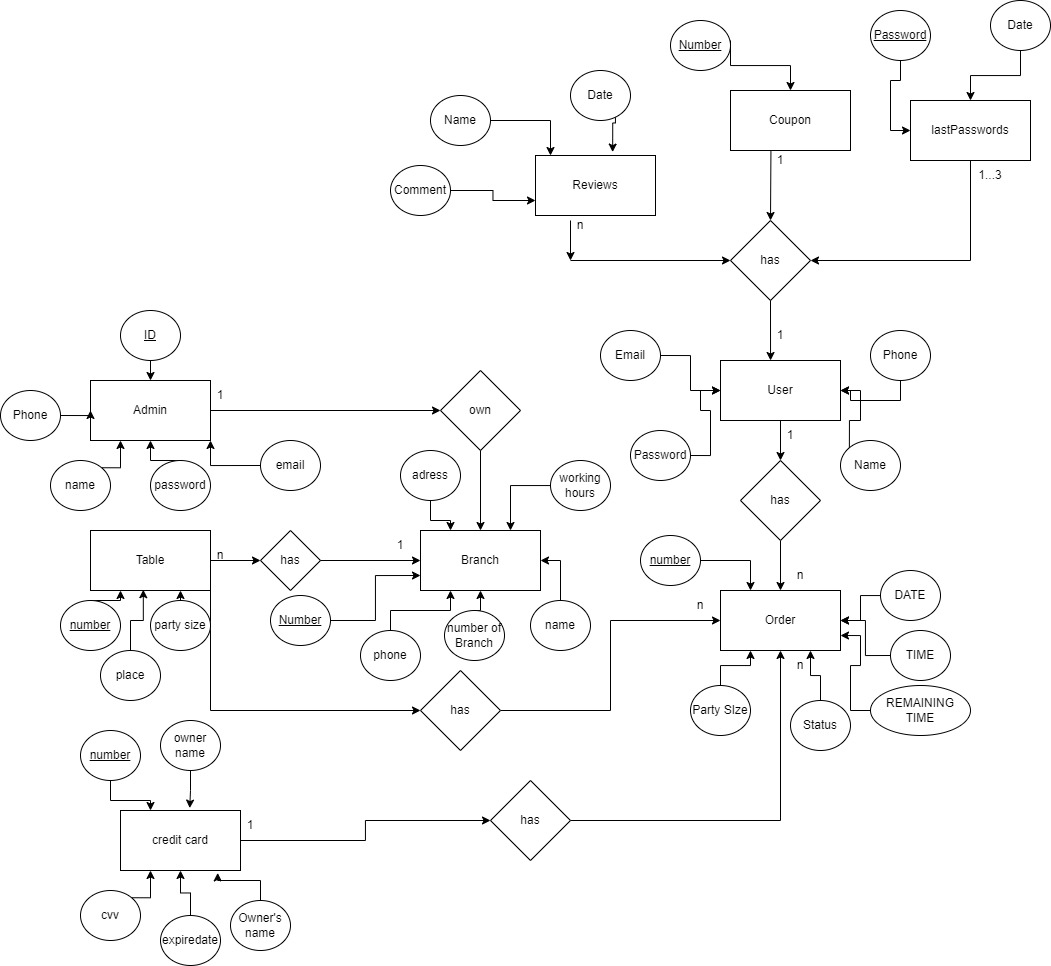 Number
Password
Date
Name
Date
Coupon
lastPasswords
Comment
Reviews
1
1...3
n
has
ID
1
Email
Phone
Phone
Admin
1
own
User
name
password
email
adress
working
hours
1
Password
Name
has
Table
n
has
1
Branch
number
n
number
party size
Number
number of
Branch
name
n
Order
DATE
place
phone
n
TIME
has
Party SIze
Status
REMAINING
TIME
number
owner
name
credit card
1
has
cvv
expiredate
Owner's
name